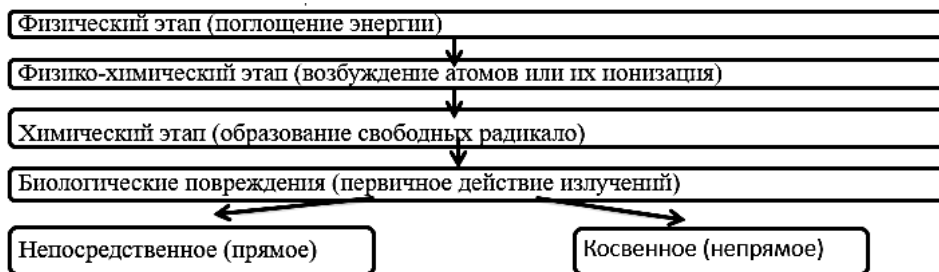 Физический этап (поглощение энергии)
Физико-химический этап (возбуждение атомов или их ионизация)
Химический этап (образование свободных радикало)
Биологические повреждения (первичное действие излучений)
Непосредственное (прямое)
Косвенное (непрямое)